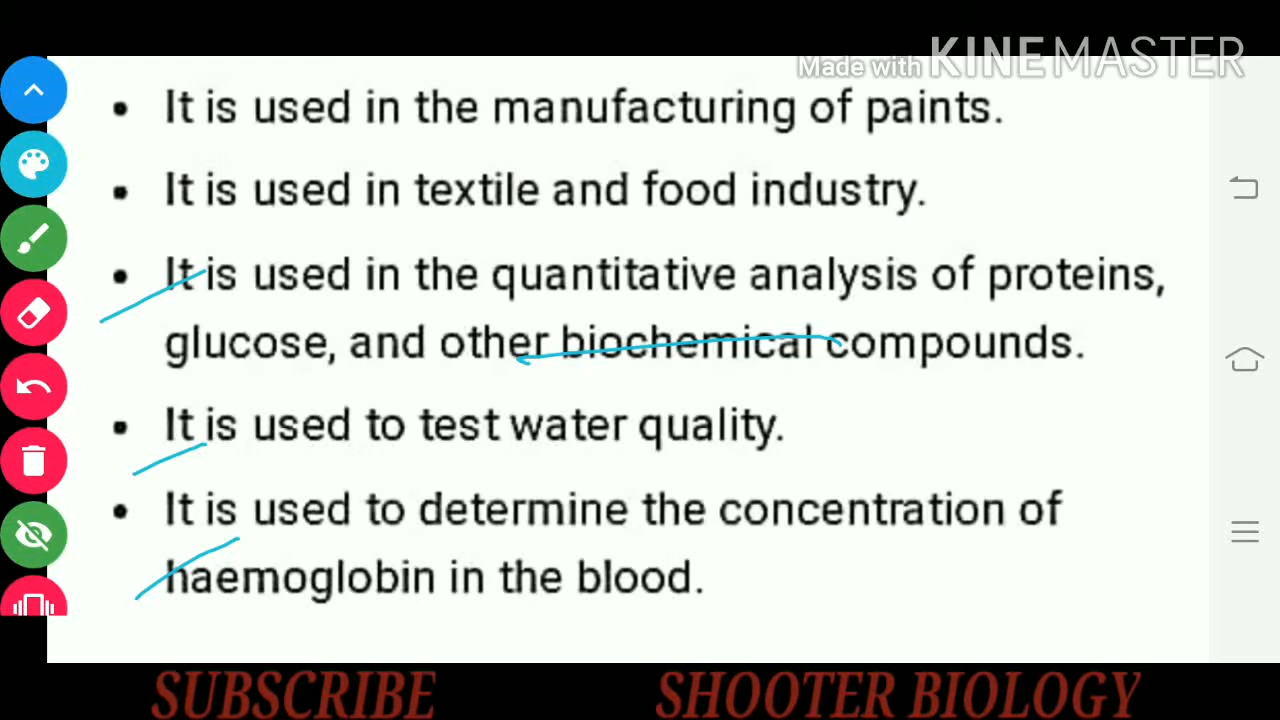 Made with KINEMASTER
• It is used in the manufacturing of paints.
• It is used in textile and food industry.
• It is used in the quantitative analysis of proteins,
glucose, and other biochemical compounds.
• It is used to test water quality.
• It is used to determine the concentration of
haemoglobin in the blood.
SUBSCRIBE SHOOTER BIOLOGY